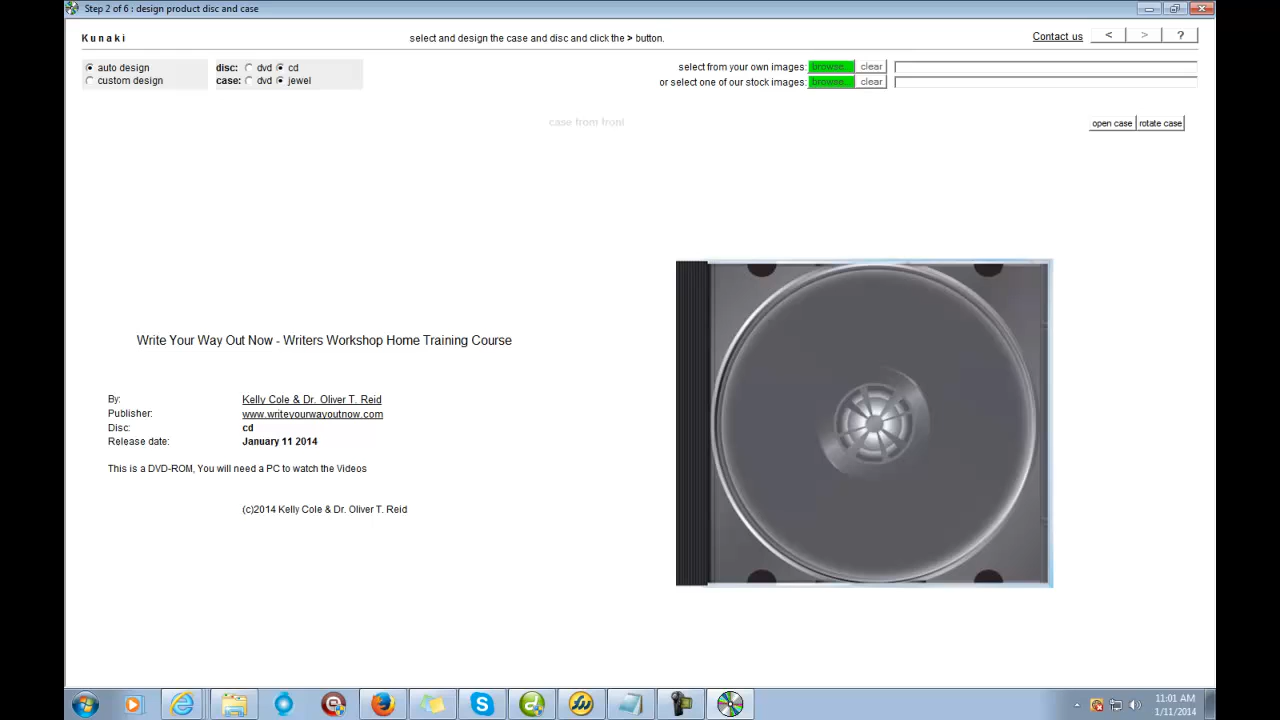 Step 2 of 6 : design product disc and case
Kunaki
select and design the case and disc and click the > button.
Contact us < > ?
auto design disc: dvd cd
custom design case: dvd jewel
select from your own images: browse... clear
or select one of our stock images: browse... clear
case from front
open case rotate case
Write Your Way Out Now - Writers Workshop Home Training Course
By: Kelly Cole & Dr. Oliver T. Reid
Publisher: www.writeyourwayoutnow.com
Disc: cd
Release date: January 11 2014
This is a DVD-ROM, You will need a PC to watch the Videos
(c)2014 Kelly Cole & Dr. Oliver T. Reid
11:01 AM
1/11/2014